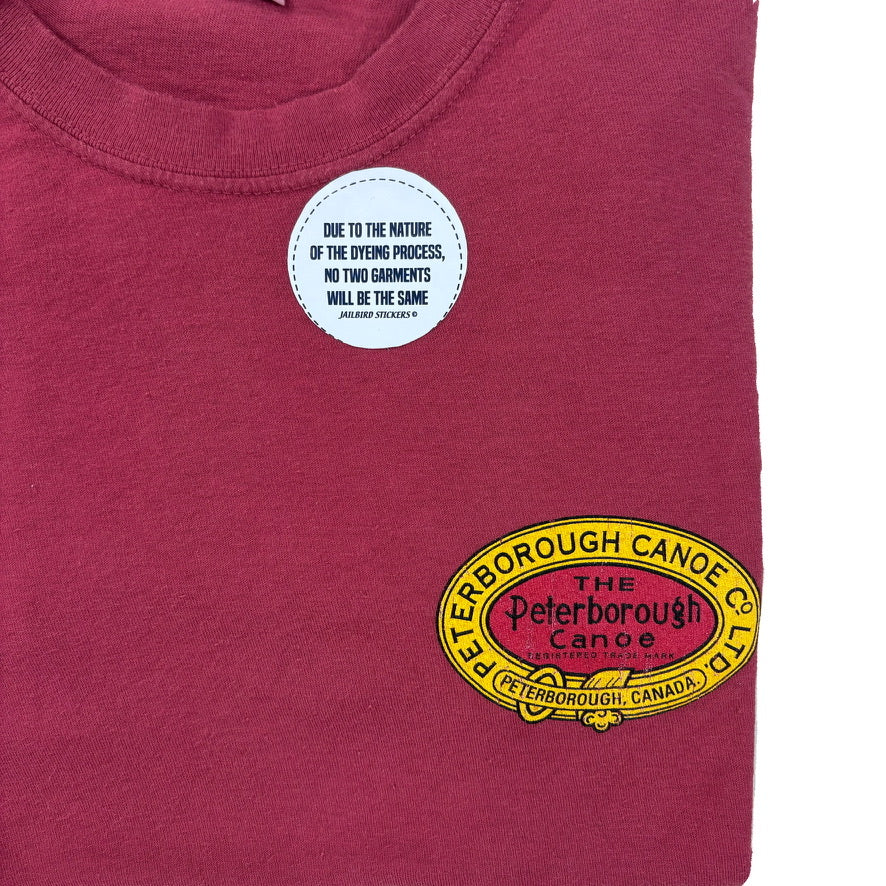 DUE TO THE NATURE
OF THE DYEING PROCESS,
NO TWO GARMENTS
WILL BE THE SAME
JAILBIRD STICKERS ©
PETERBOROUGH CANOE CO LTD.
THE
Peterborough
Canoe
REGISTERED TRADE MARK
PETERBOROUGH, CANADA.